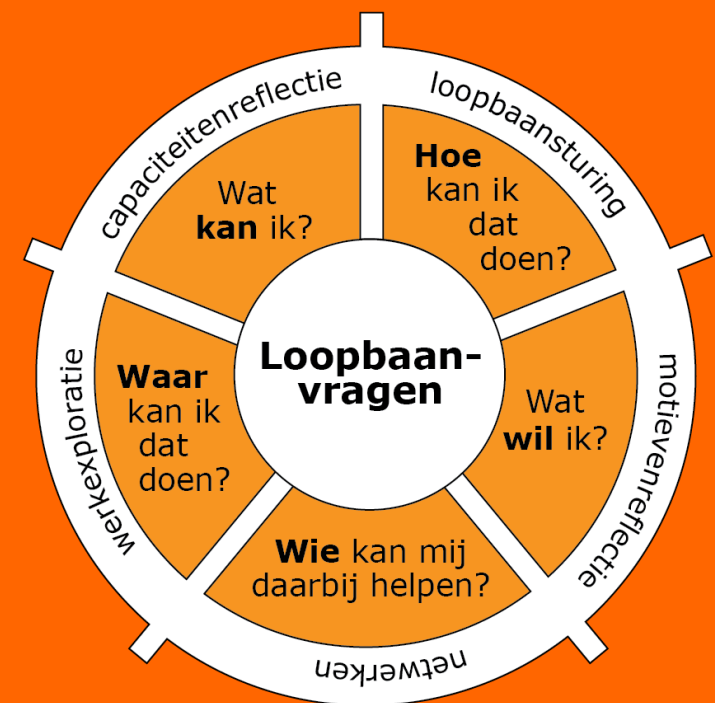 Loopbaan-
vragen
capaciteitenreflectie
Wat
kan ik?
loopbaansturing
Hoe
kan ik
dat
doen?
motievenreflectie
Wat
wil ik?
netwerken
Wie kan mij
daarbij helpen?
werkexploratie
Waar
kan ik
dat
doen?